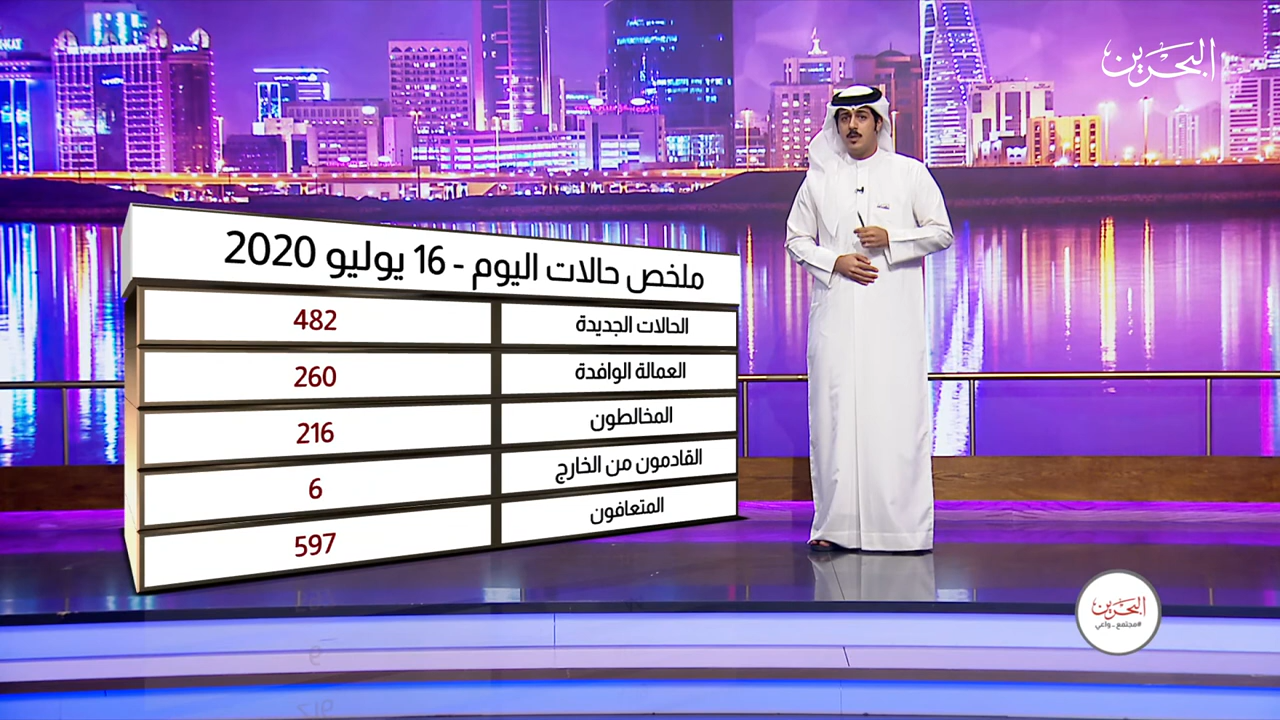 البحرين
ملخص حالات اليوم - 16 يوليو 2020
الحالات الجديدة 482
العمالة الوافدة 260
المخالطون 216
القادمون من الخارج 6
المتعافون 597
البحرين
#مجتمع_واعي